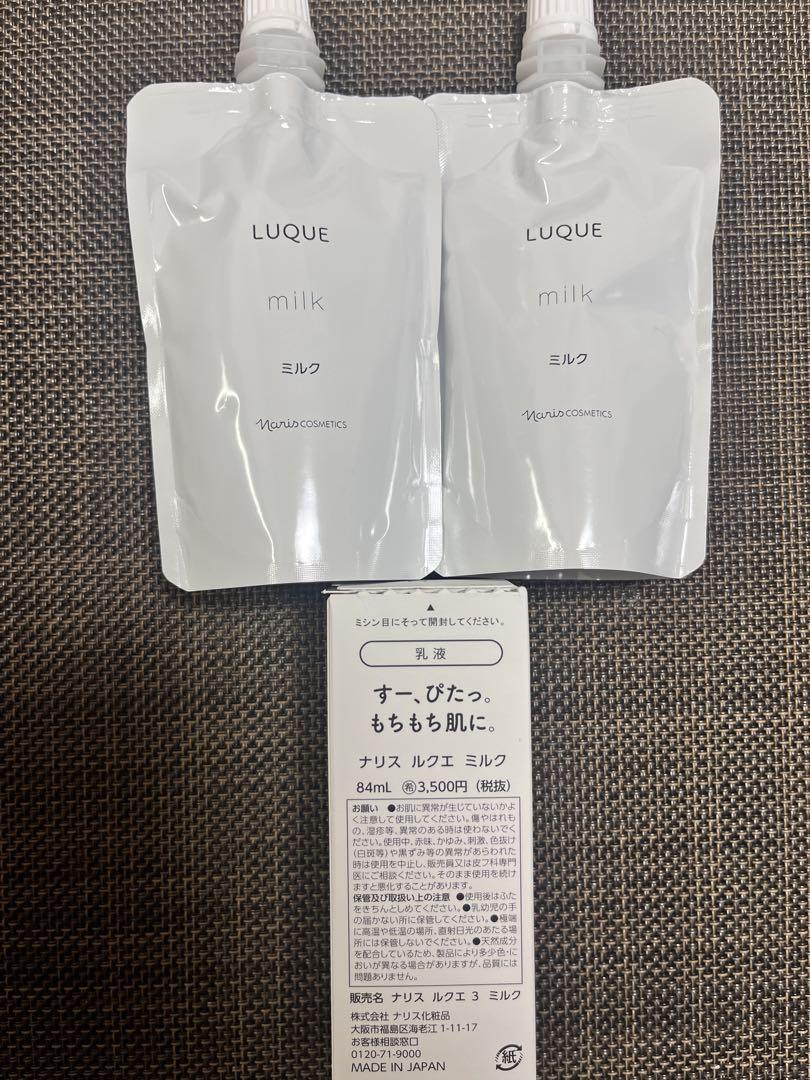 LUQUE
milk
ミルク
Naris COSMETICS
LUQUE
milk
ミルク
Naris COSMETICS
▲
ミシン目にそって開封してください。
乳液
すー、ぴたっ。
もちもち肌に。
ナリス ルクエ ミルク
84mL ㊒3,500円(税抜)
お願い ●お肌に異常が生じていないかよ
く注意して使用してください。傷やはれも
の、湿疹等、異常のある時は使わないでく
ださい。使用中、赤味、かゆみ、刺激、色抜け
(白斑等)や黒ずみ等の異常があらわれた
時は使用を中止し、販売員又は皮フ科専門
医にご相談ください。そのまま使用を続け
ますと悪化することがあります。
保管及び取扱い上の注意 ●使用後はふた
をきちんとしめてください。●乳幼児の手
の届かない所に保管してください。●極端
に高温や低温の場所、直射日光のあたる場
所には保管しないでください。●天然成分
を配合しているため、製品により多少色・に
おいが異なる場合がありますが、品質には
問題ありません。
販売名 ナリス ルクエ 3 ミルク
株式会社 ナリス化粧品
大阪市福島区海老江 1-11-17
お客様相談窓口
0120-71-9000
MADE IN JAPAN
紙